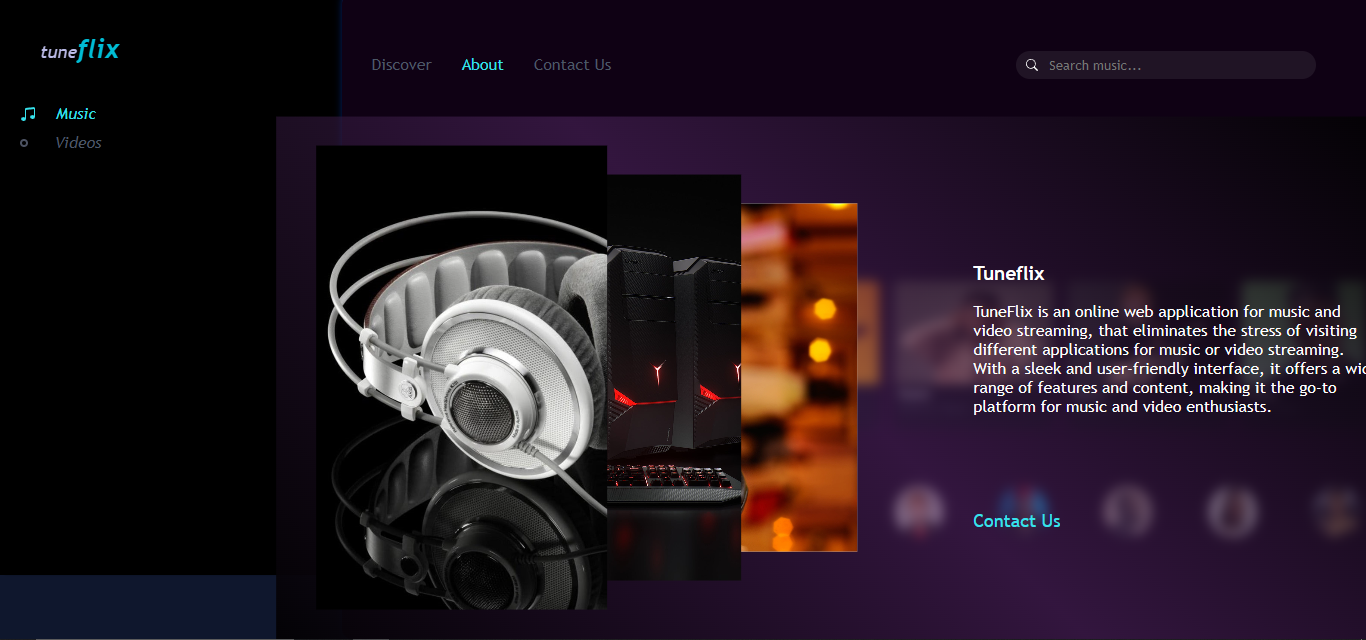 tuneflix
Discover About Contact Us
Search music...
Music
Videos
Tuneflix
TuneFlix is an online web application for music and
video streaming, that eliminates the stress of visiting
different applications for music or video streaming.
With a sleek and user-friendly interface, it offers a
range of features and content, making it the go-to
platform for music and video enthusiasts.
Contact Us